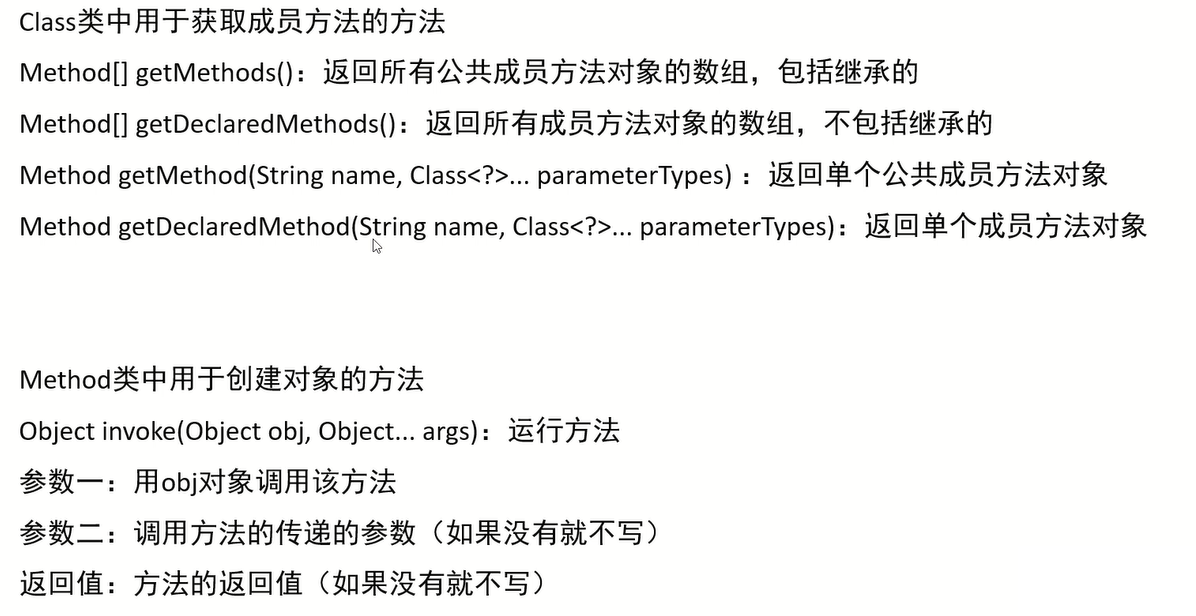 Class类中用于获取成员方法的方法
Method[] getMethods()：返回所有公共成员方法对象的数组，包括继承的
Method[] getDeclaredMethods()：返回所有成员方法对象的数组，不包括继承的
Method getMethod(String name, Class<?>... parameterTypes) ：返回单个公共成员方法对象
Method getDeclaredMethod(String name, Class<?>... parameterTypes)：返回单个成员方法对象
Method类中用于创建对象的方法
Object invoke(Object obj, Object... args)：运行方法
参数一：用obj对象调用该方法
参数二：调用方法的传递的参数（如果没有就不写）
返回值：方法的返回值（如果没有就不写）